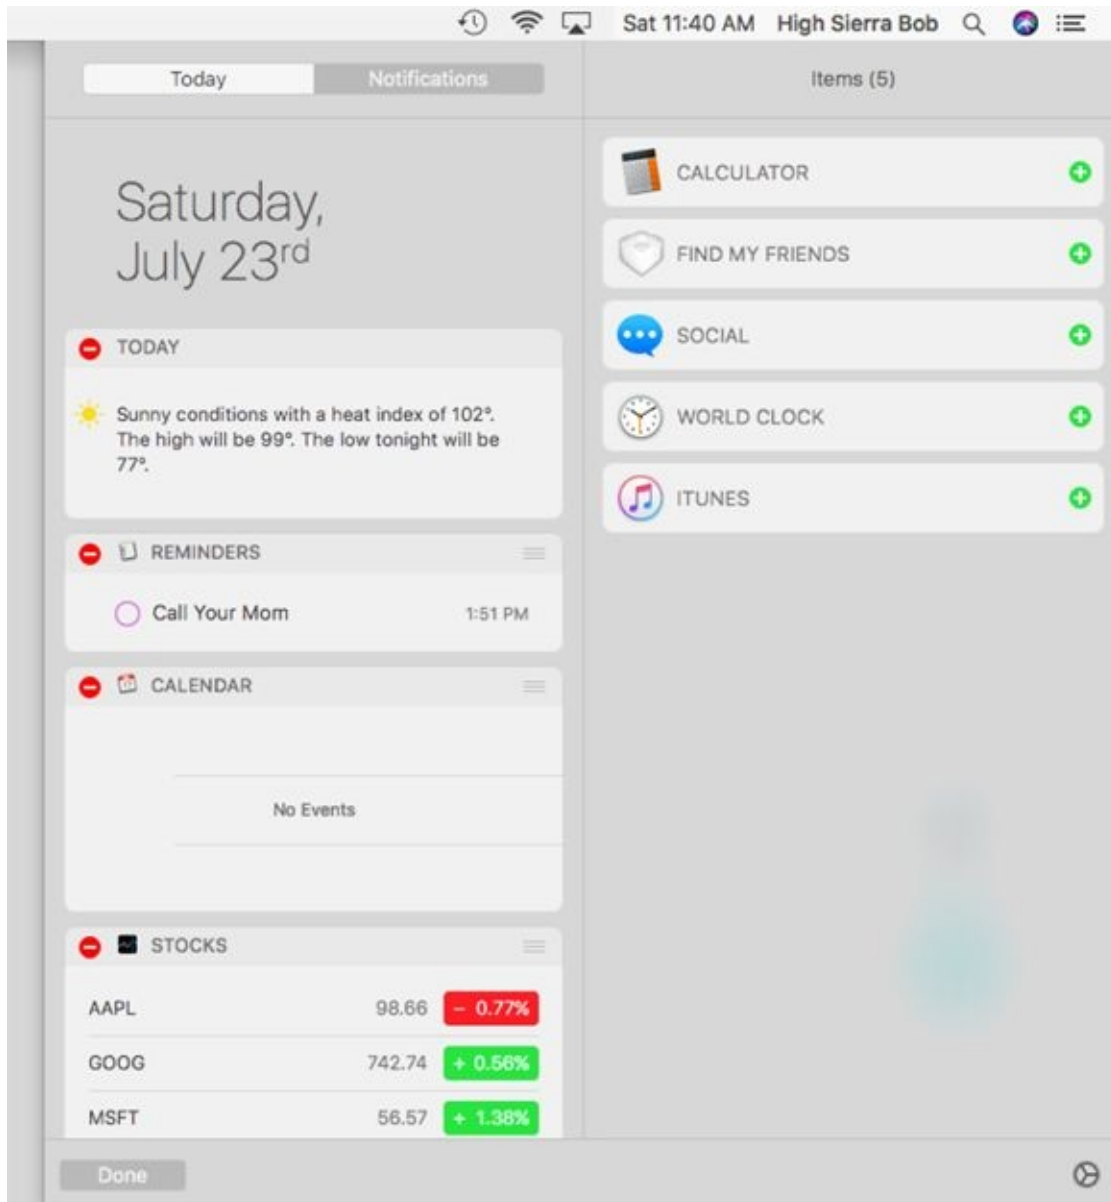 Sat 11:40 AM High Sierra Bob
Today Notifications
Items (5)
Saturday,
July 23rd
TODAY
Sunny conditions with a heat index of 102°.
The high will be 99°. The low tonight will be
77°.
REMINDERS
Call Your Mom 1:51 PM
CALENDAR
No Events
STOCKS
AAPL 98.66 - 0.77%
GOOG 742.74 + 0.56%
MSFT 56.57 + 1.38%
Done
CALCULATOR
FIND MY FRIENDS
SOCIAL
WORLD CLOCK
ITUNES